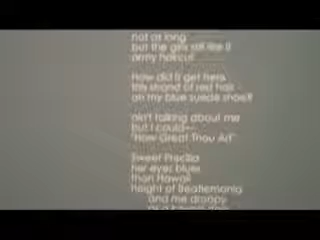 not as long
but the girls still like it
army haircut
How did it get here
this strand of red hair
on my blue suede shoe?
ain't talking about me
but I could—
"How Great Thou Art"
Sweet Priscilla
her eyes bluer
than Hawaii
height of Beatlemania
and me droopy
as a